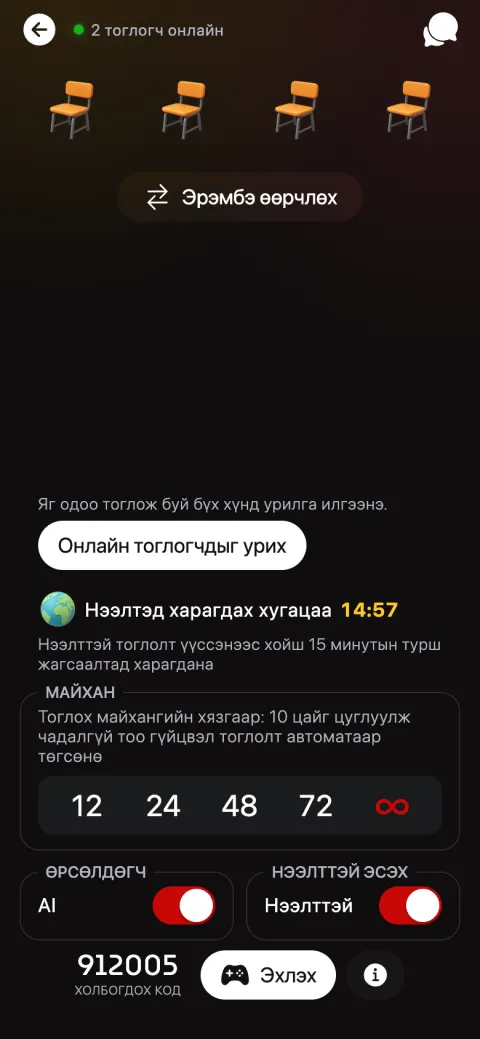 2 тоглогч онлайн
Эрэмбэ өөрчлөх
Яг одоо тоглож буй бүх хүнд урилга илгээнэ.
Онлайн тоглогчдыг урих
Нээлтэд харагдах хугацаа 14:57
Нээлттэй тоглолт үүссэнээс хойш 15 минутын турш
жагсаалтад харагдана
МАЙХАН
Тоглох майхангийн хязгаар: 10 цайг цуглуулж
чадалгүй тоо гүйцвэл тоглолт автоматаар
төгсөнө
12 24 48 72 ∞
ӨРСӨЛДӨГЧ
AI
НЭЭЛТТЭЙ ЭСЭХ
Нээлттэй
912005
ХОЛБОГДОХ КОД
Эхлэх